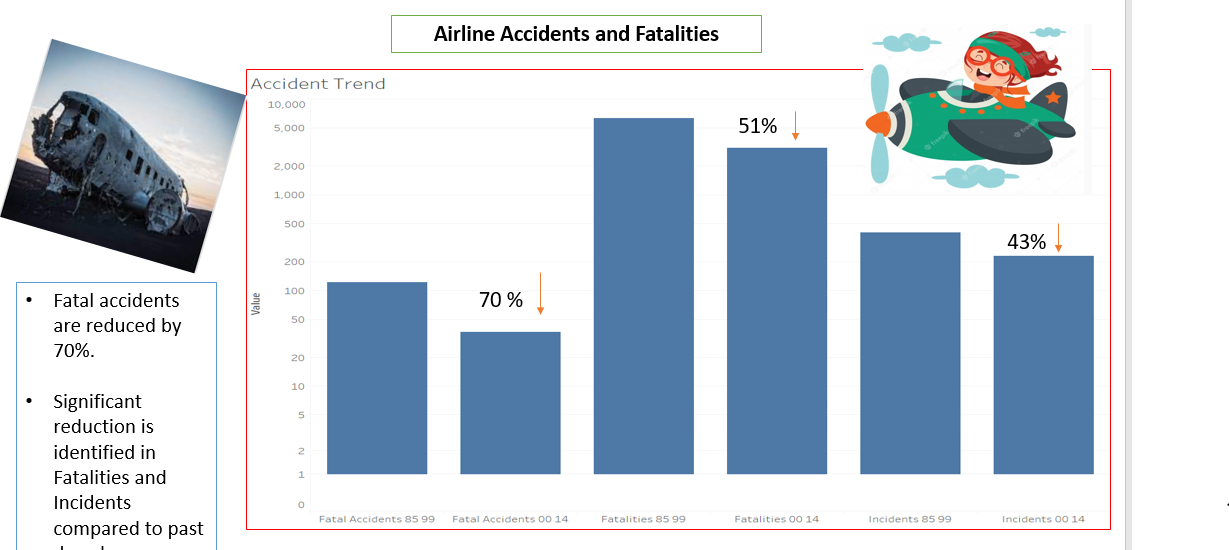 Airline Accidents and Fatalities
Accident Trend
10,000
5,000
2,000
1,000
500
200
100
50
20
10
5
2
1
0
Value
51%
43%
70 %
Fatal Accidents 85 99
Fatal Accidents 00 14
Fatalities 85 99
Fatalities 00 14
Incidents 85 99
Incidents 00 14
• Fatal accidents
are reduced by
70%.
• Significant
reduction is
identified in
Fatalities and
Incidents
compared to past